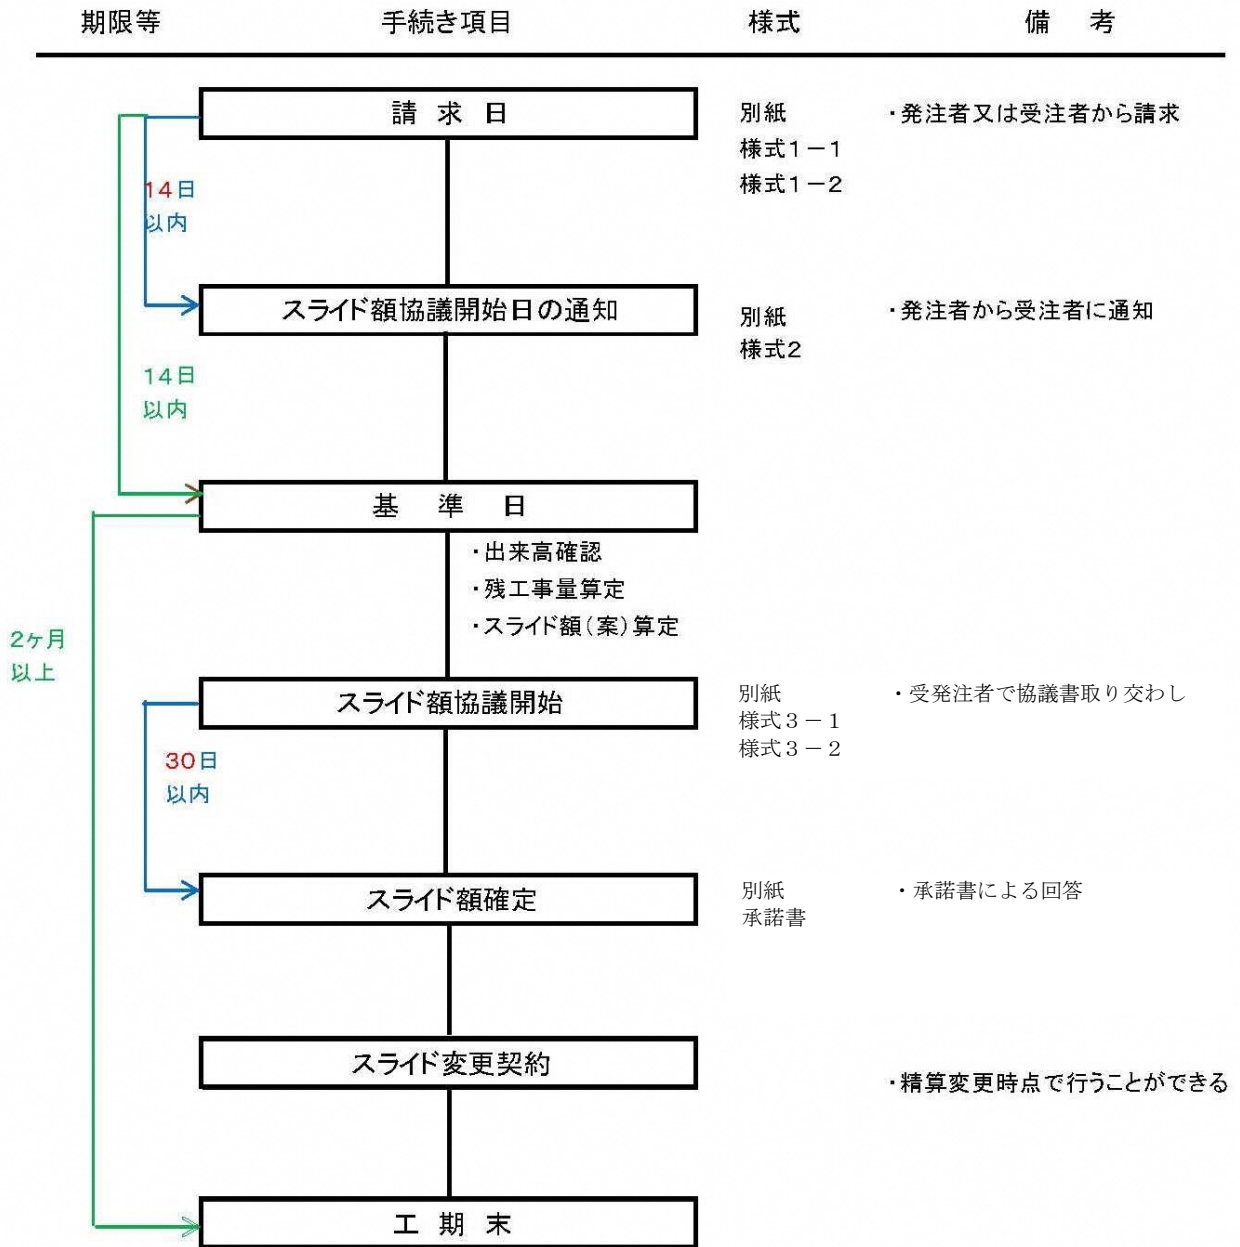 期限等 手続き項目 様式 備 考
請 求 日 別紙 ・発注者又は受注者から請求
様式1－1
様式1－2
14日
以内
スライド額協議開始日の通知 別紙 ・発注者から受注者に通知
様式2
14日
以内
基 準 日
・出来高確認
・残工事量算定
・スライド額(案)算定
2ヶ月
以上
スライド額協議開始 別紙 ・受発注者で協議書取り交わし
様式３－１
様式３－２
30日
以内
スライド額確定 別紙 ・承諾書による回答
承諾書
スライド変更契約
・精算変更時点で行うことができる
工 期 末